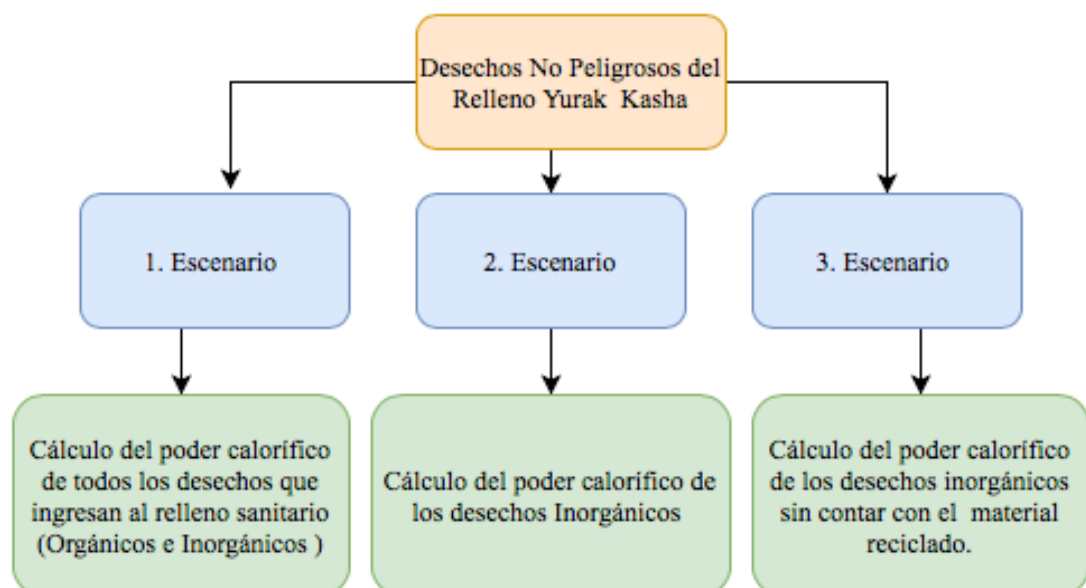 Desechos No Peligrosos del
Relleno Yurak Kasha
1. Escenario
2. Escenario
3. Escenario
Cálculo del poder calorífico
de todos los desechos que
ingresan al relleno sanitario
(Orgánicos e Inorgánicos )
Cálculo del poder calorífico de
los desechos Inorgánicos
Cálculo del poder calorífico
de los desechos inorgánicos
sin contar con el material
reciclado.